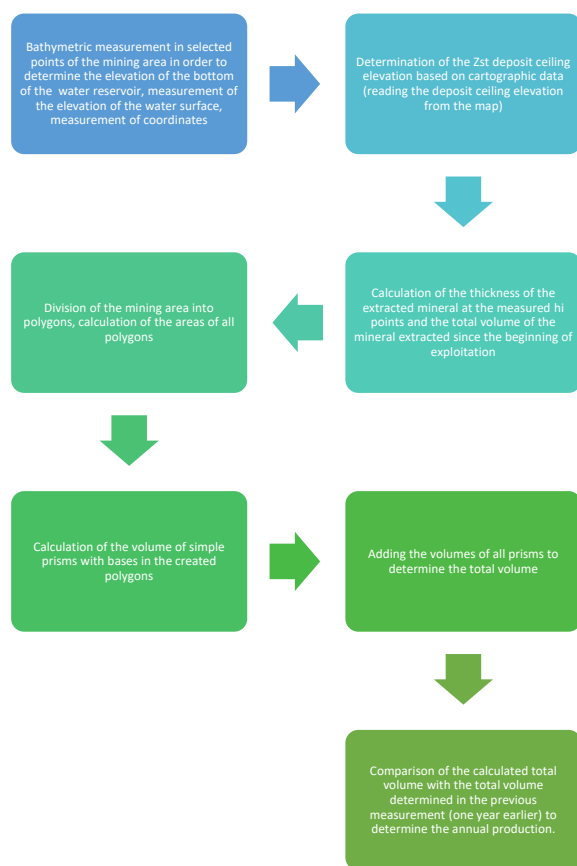 Bathymetric measurement in selected
points of the mining area in order to
determine the elevation of the bottom
of the water reservoir, measurement of
the elevation of the water surface,
measurement of coordinates
Determination of the Zst deposit ceiling
elevation based on cartographic data
(reading the deposit ceiling elevation
from the map)
Calculation of the thickness of the
extracted mineral at the measured hi
points and the total volume of the
mineral extracted since the beginning of
exploitation
Division of the mining area into
polygons, calculation of the areas of all
polygons
Calculation of the volume of simple
prisms with bases in the created
polygons
Adding the volumes of all prisms to
determine the total volume
Comparison of the calculated total
volume with the total volume
determined in the previous
measurement (one year earlier) to
determine the annual production.